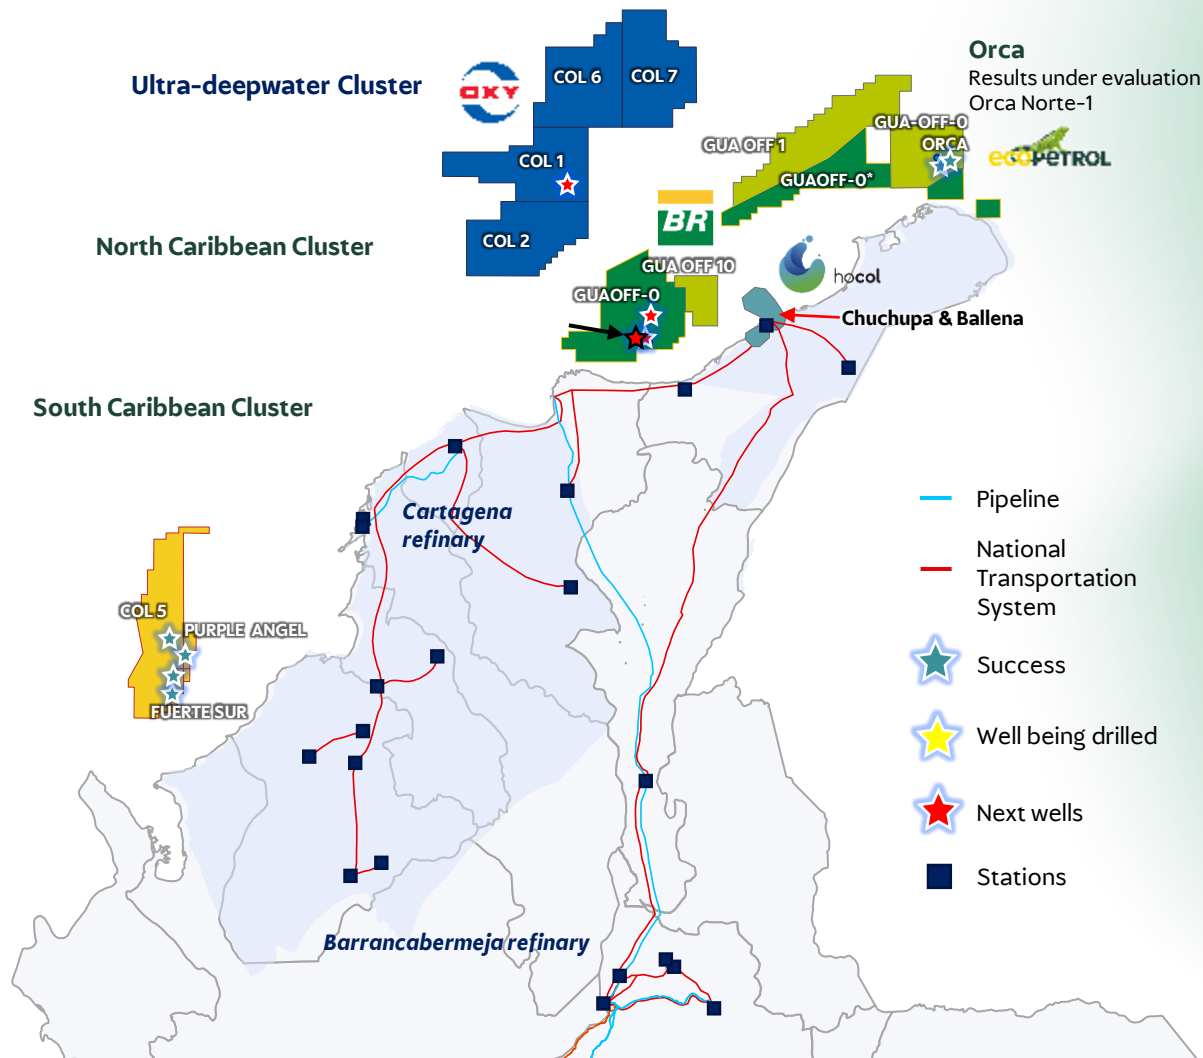 Orca
Results under evaluation
Orca Norte-1
Ultra-deepwater Cluster
OXY
COL 6
COL 7
GUA-OFF-0
ORCA
ecOPETROL
GUA OFF 1
COL 1
GUAOFF-0*
BR
COL 2
North Caribbean Cluster
GUA OFF 10
hocol
GUAOFF-0
Chuchupa & Ballena
South Caribbean Cluster
Cartagena
refinery
COL 5
PURPLE ANGEL
FUERTE SUR
Barrancabermeja refinary
Pipeline
National
Transportation
System
Success
Well being drilled
Next wells
Stations